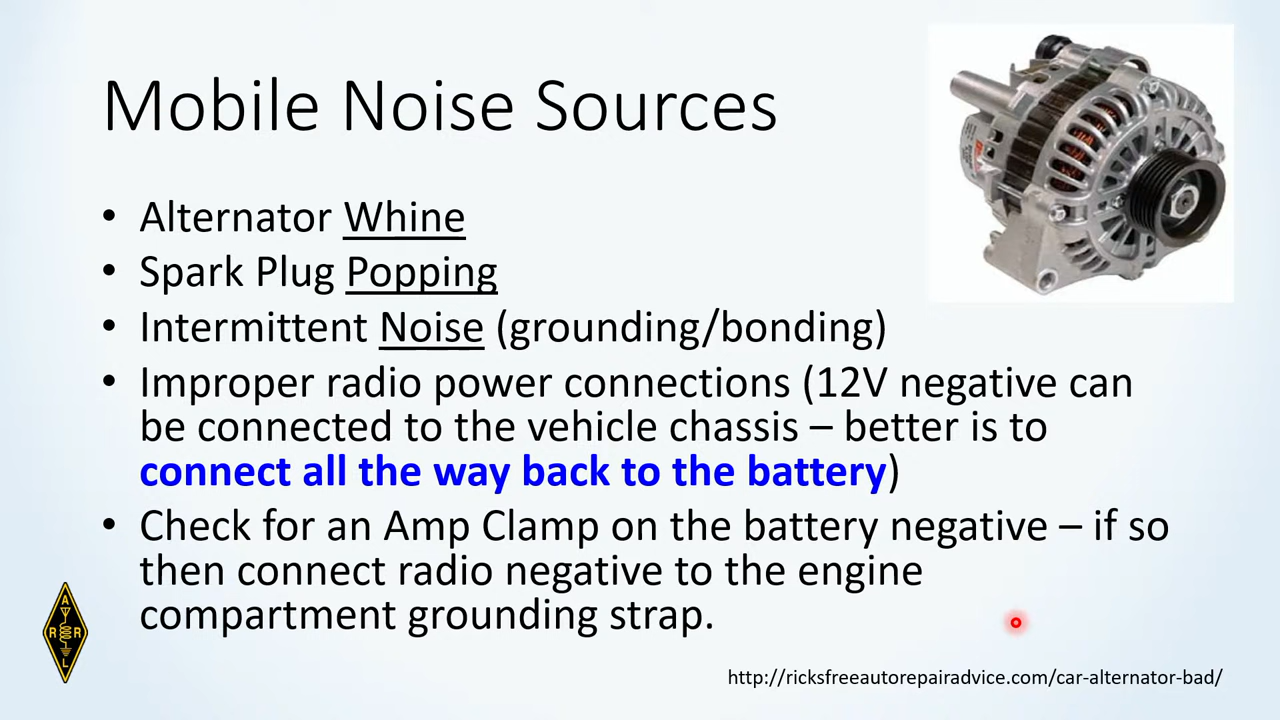 Mobile Noise Sources
• Alternator Whine
• Spark Plug Popping
• Intermittent Noise (grounding/bonding)
• Improper radio power connections (12V negative can
be connected to the vehicle chassis – better is to
connect all the way back to the battery)
• Check for an Amp Clamp on the battery negative – if so
then connect radio negative to the engine
compartment grounding strap.
A
R R
L
http://ricksfreeautorepairadvice.com/car-alternator-bad/